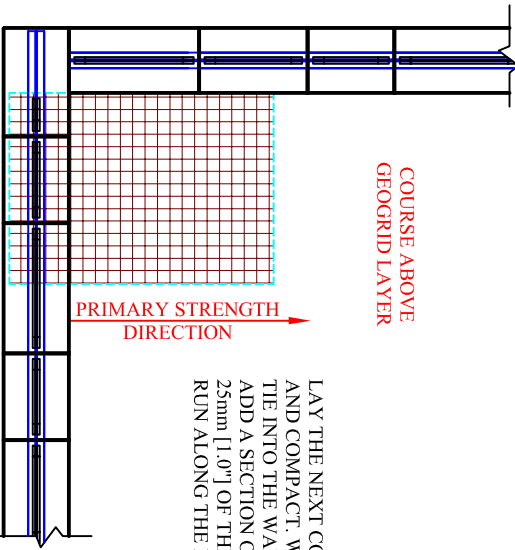 COURSE ABOVE
GEOGRID LAYER
PRIMARY STRENGTH
DIRECTION
LAY THE NEXT CO
AND COMPACT. W
TIE INTO THE WA
ADD A SECTION O
25mm [1.0"] OF TH
RUN ALONG THE